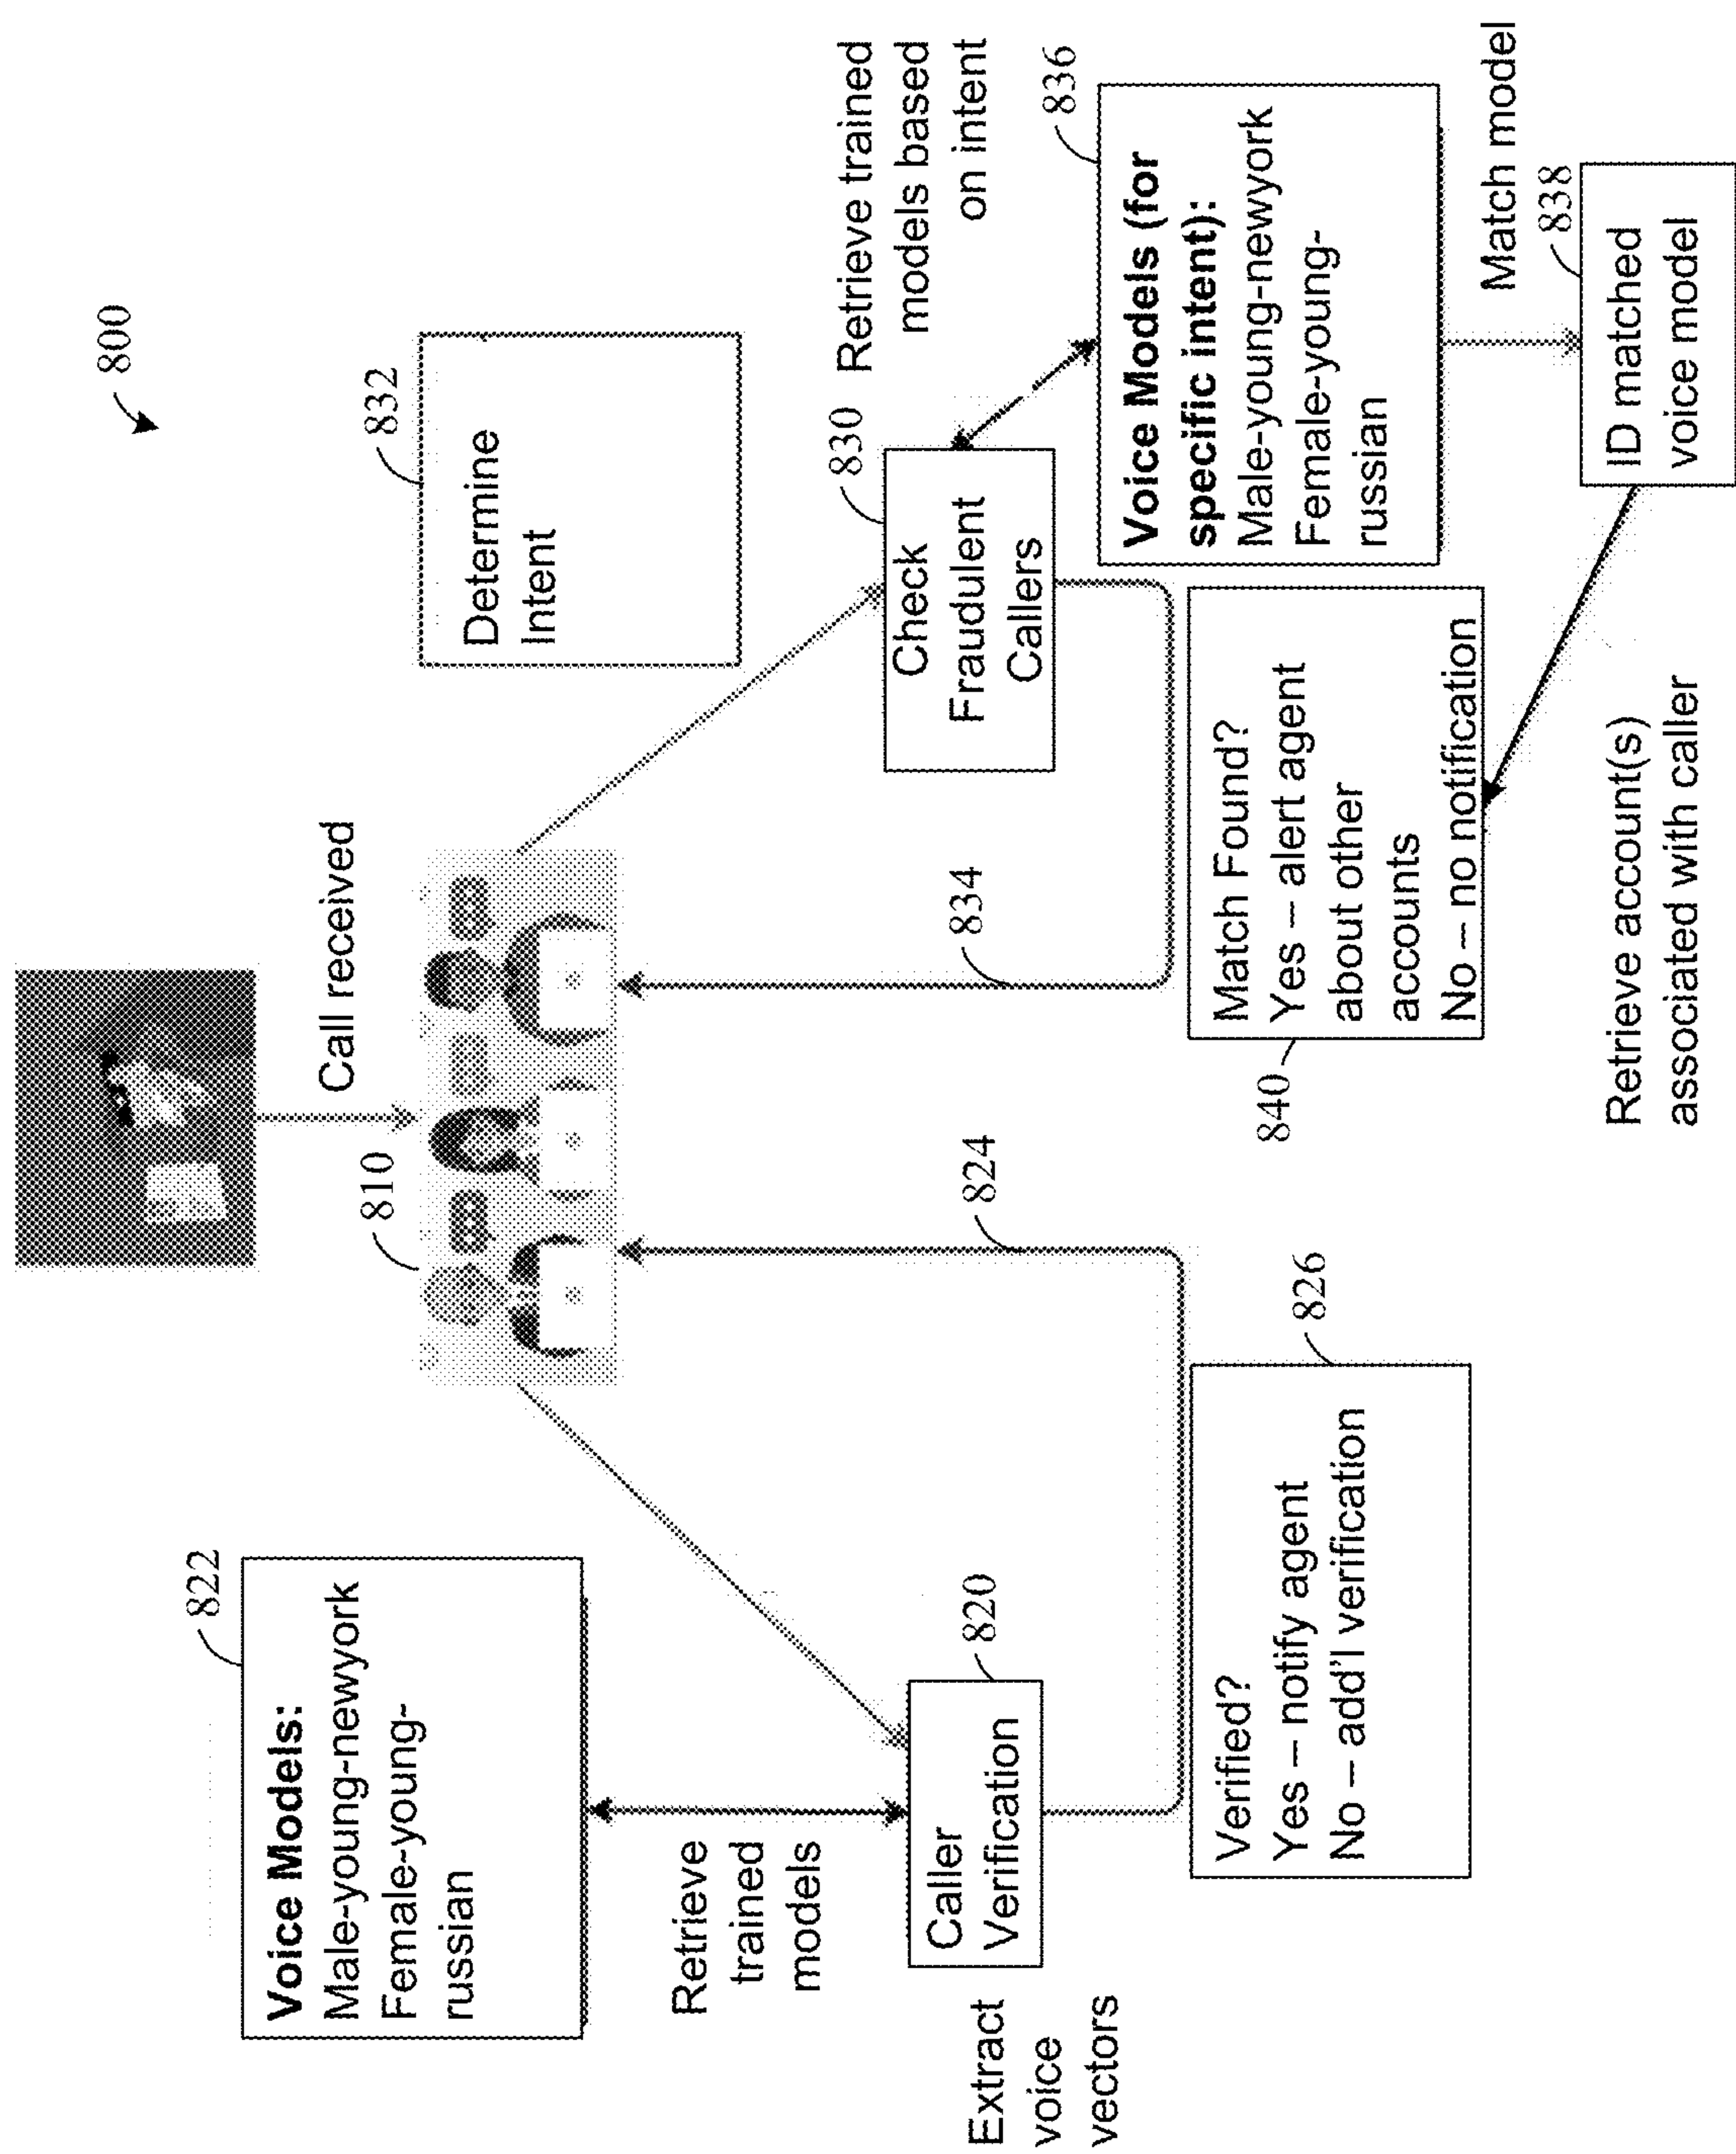 800
Call received
810
822
Voice Models:
Male-young-newyork
Female-young-
russian
832
Determine
Intent
Retrieve
trained
models
Extract
voice
vectors
820
Caller
Verification
824
834
830
Check
Fraudulent
Callers
Retrieve trained
models based
on intent
826
Verified?
Yes – notify agent
No – add'l verification
840
Match Found?
Yes – alert agent
about other
accounts
No – no notification
836
Voice Models (for
specific intent):
Male-young-newyork
Female-young-
russian
Match model
838
ID matched
voice model
Retrieve account(s)
associated with caller